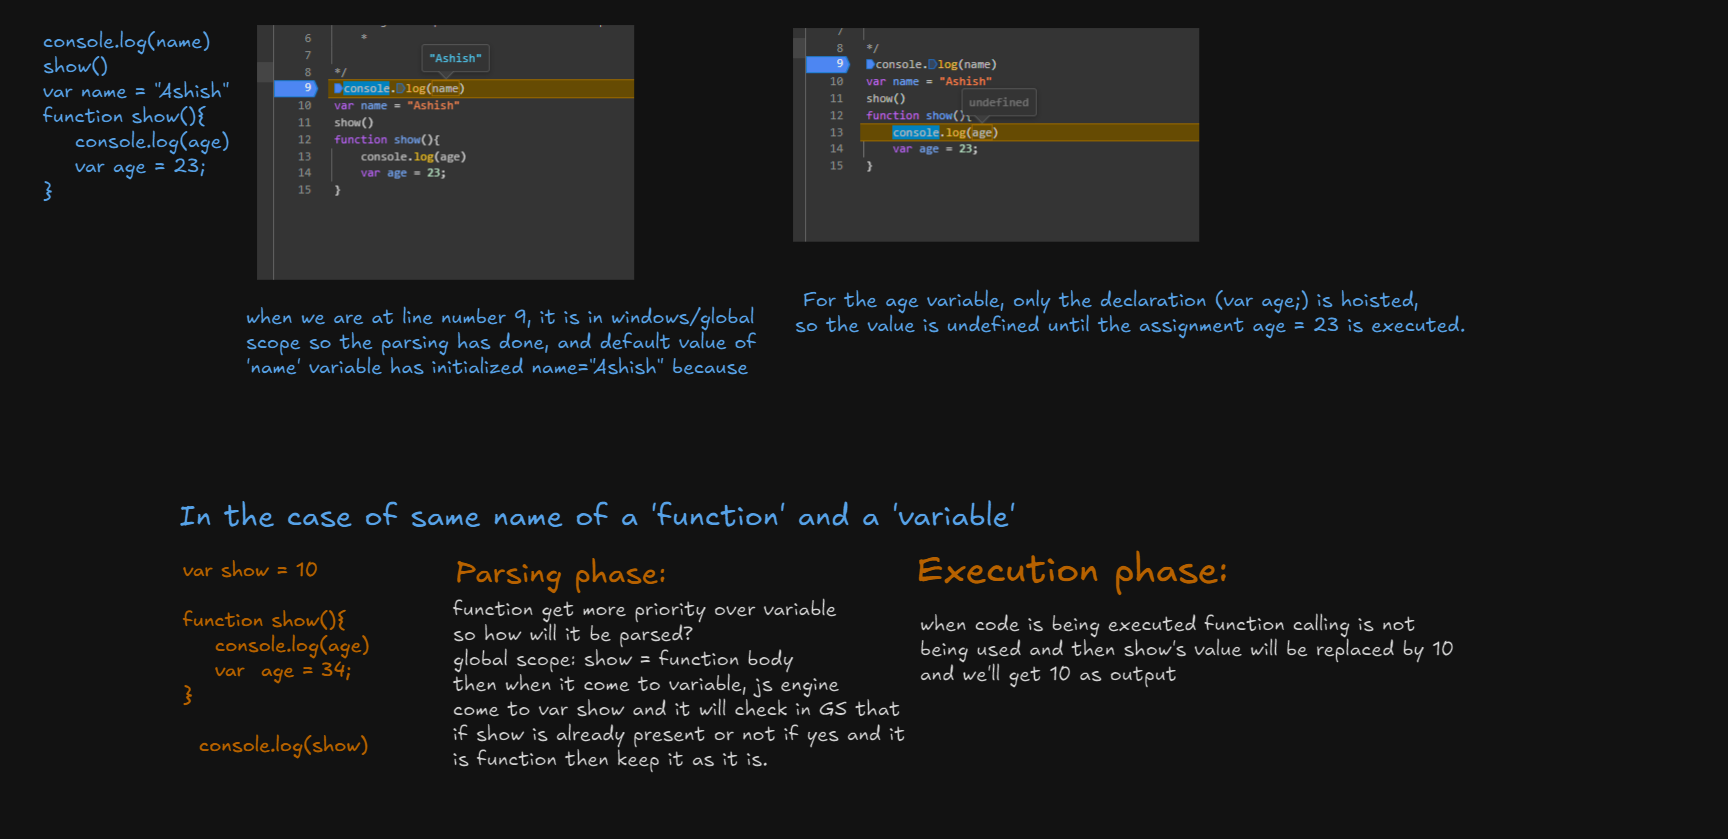 console.log(name)
show()
var name = "Ashish"
function show(){
console.log(age)
var age = 23;
}
6 *
7
8 */
"Ashish"
9 console.log(name)
10 var name = "Ashish"
11 show()
12 function show(){
13 console.log(age)
14 var age = 23;
15 }
when we are at line number 9, it is in windows/global
scope so the parsing has done, and default value of
'name' variable has initialized name="Ashish" because
7
8 */
9 console.log(name)
10 var name = "Ashish"
11 show()
undefined
12 function show(){
13 console.log(age)
14 var age = 23;
15 }
For the age variable, only the declaration (var age;) is hoisted,
so the value is undefined until the assignment age = 23 is executed.
In the case of same name of a 'function' and a 'variable'
var show = 10
function show(){
console.log(age)
var age = 34;
}
console.log(show)
Parsing phase:
function get more priority over variable
so how will it be parsed?
global scope: show = function body
then when it come to variable, js engine
come to var show and it will check in GS that
if show is already present or not if yes and it
is function then keep it as it is.
Execution phase:
when code is being executed function calling is not
being used and then show's value will be replaced by 10
and we'll get 10 as output